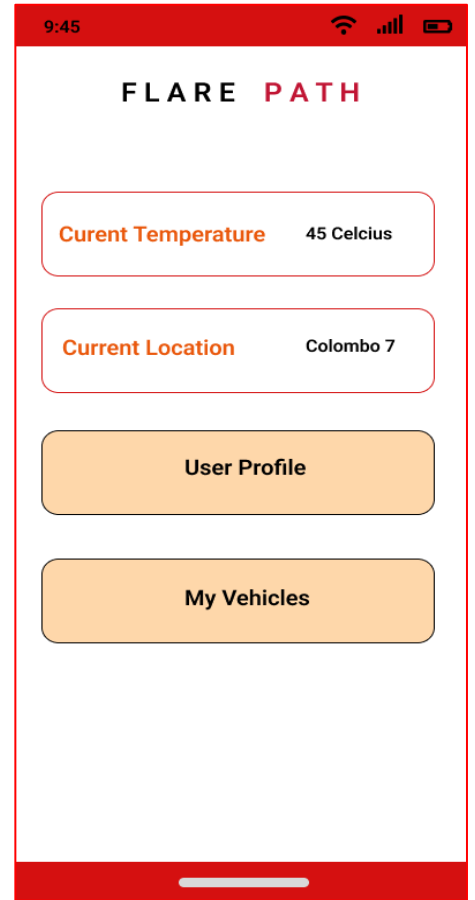 9:45
FLARE PATH
Curent Temperature 45 Celcius
Current Location Colombo 7
User Profile
My Vehicles